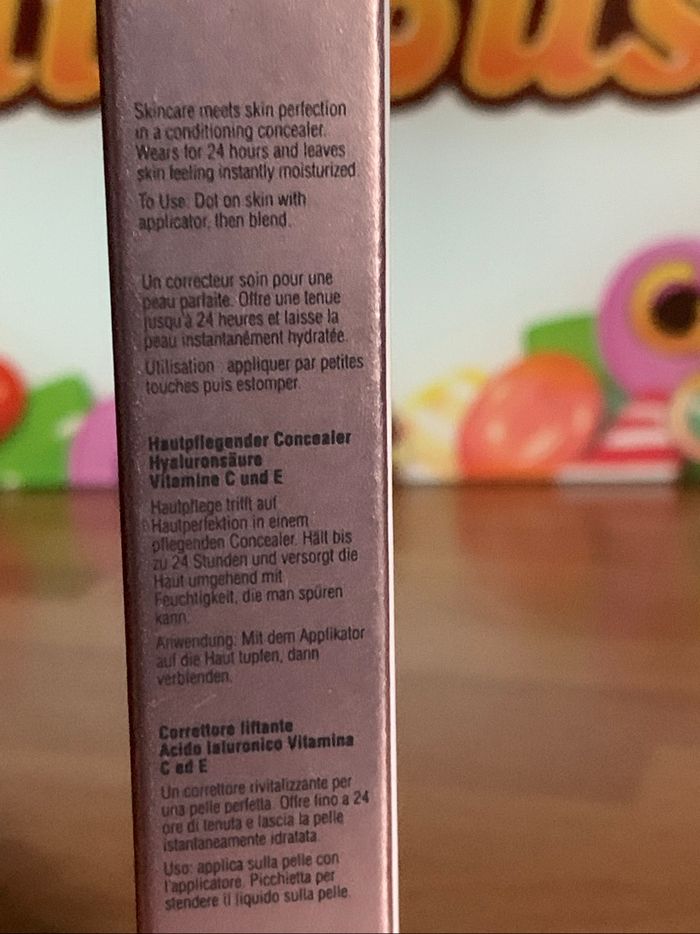 Skincare meets skin perfection
in a conditioning concealer.
Wears for 24 hours and leaves
skin feeling instantly moisturized.
To Use: Dot on skin with
applicator, then blend.
Un correcteur soin pour une
peau parfaite. Offre une tenue
jusqu'à 24 heures et laisse la
peau instantanément hydratée.
Utilisation : appliquer par petites
touches puis estomper.
Hautpflegender Concealer
Hyaluronsäure
Vitamine C und E
Hautpflege trifft auf
Hautperfektion in einem
pflegenden Concealer. Hält bis
zu 24 Stunden und versorgt die
Haut umgehend mit
Feuchtigkeit, die man spüren
kann.
Anwendung: Mit dem Applikator
auf die Haut tupfen, dann
verblenden.
Correttore liftante
Acido Ialuronico Vitamina
C ed E
Un correttore rivitalizzante per
una pelle perfetta. Offre fino a 24
ore di tenuta e lascia la pelle
istantaneamente idratata.
Uso: applica sulla pelle con
l'applicatore. Picchietta per
stendere il liquido sulla pelle.